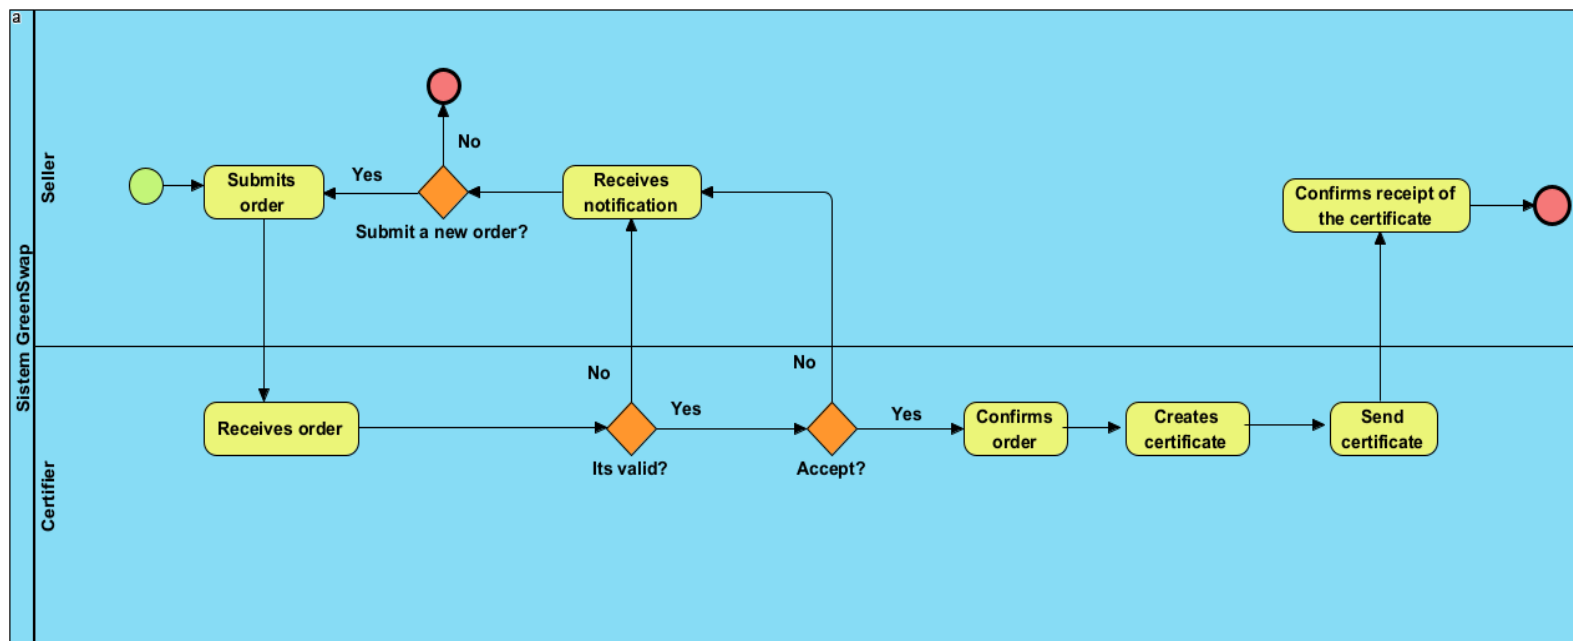 a
Sistem GreenSwap
Seller
Certifier
Submits
order
Yes
No
Submit a new order?
Receives
notification
Confirms receipt of
the certificate
Receives order
No
Its valid?
Yes
No
Accept?
Yes
Confirms
order
Creates
certificate
Send
certificate